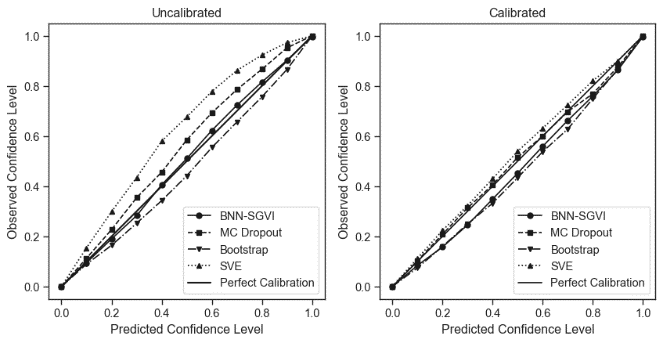 Uncalibrated
Observed Confidence Level
1.0
0.8
0.6
0.4
0.2
0.0
BNN-SGVI
MC Dropout
Bootstrap
SVE
Perfect Calibration
0.0 0.2 0.4 0.6 0.8 1.0
Predicted Confidence Level
Calibrated
Observed Confidence Level
1.0
0.8
0.6
0.4
0.2
0.0
BNN-SGVI
MC Dropout
Bootstrap
SVE
Perfect Calibration
0.0 0.2 0.4 0.6 0.8 1.0
Predicted Confidence Level